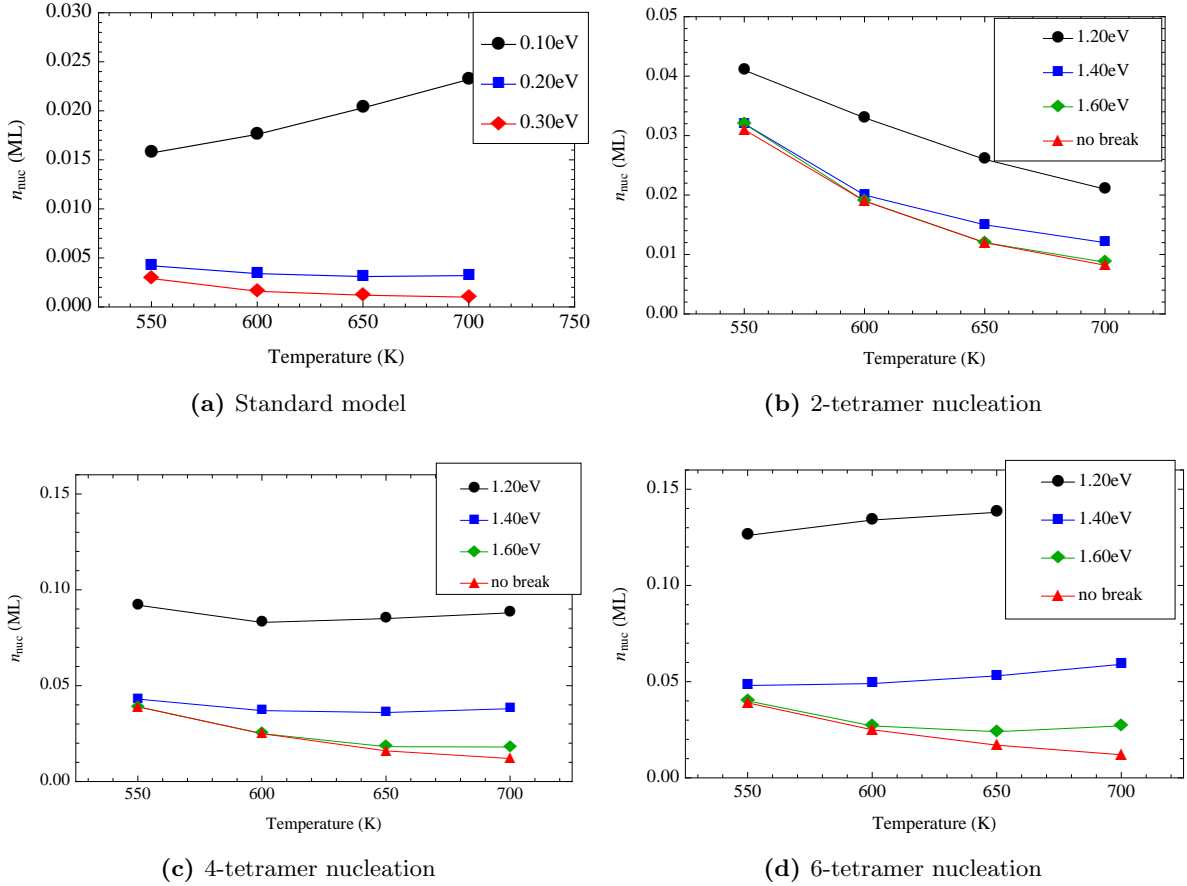 0.030
0.025
0.020
0.015
0.010
0.005
0.000
n_nuc (ML)
0.10eV
0.20eV
0.30eV
550 600 650 700 750
Temperature (K)
(a) Standard model
0.05
0.04
0.03
0.02
0.01
0.00
n_nuc (ML)
1.20eV
1.40eV
1.60eV
no break
550 600 650 700
Temperature (K)
(b) 2-tetramer nucleation
0.15
0.10
0.05
0.00
n_nuc (ML)
1.20eV
1.40eV
1.60eV
no break
550 600 650 700
Temperature (K)
(c) 4-tetramer nucleation
0.15
0.10
0.05
0.00
n_nuc (ML)
1.20eV
1.40eV
1.60eV
no break
550 600 650 700
Temperature (K)
(d) 6-tetramer nucleation